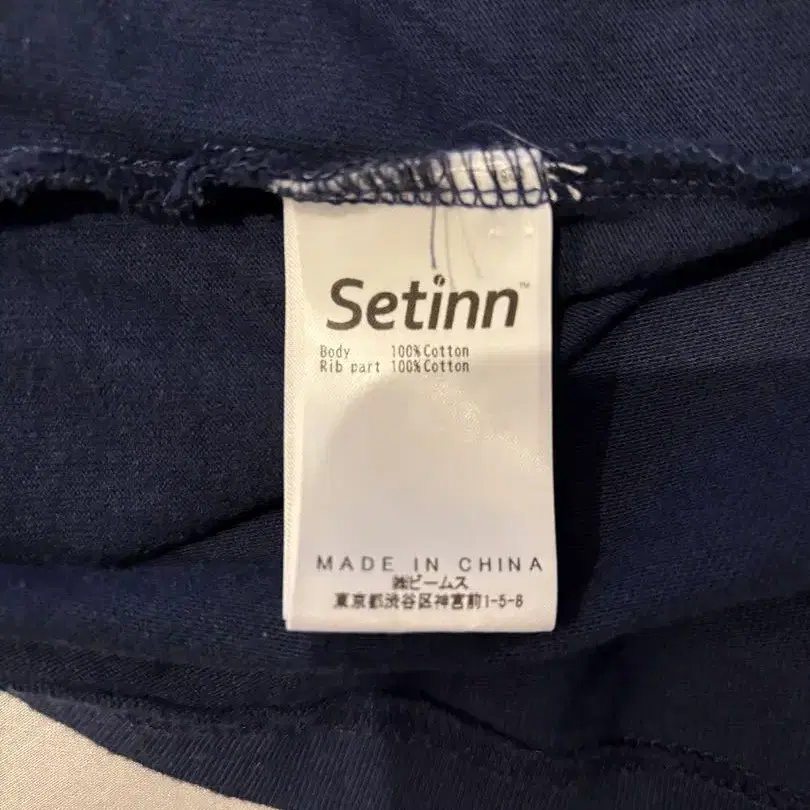 Setinn™
Body 100% Cotton
Rib part 100% Cotton
MADE IN CHINA
㈱ビームス
東京都渋谷区神宮前1-5-8